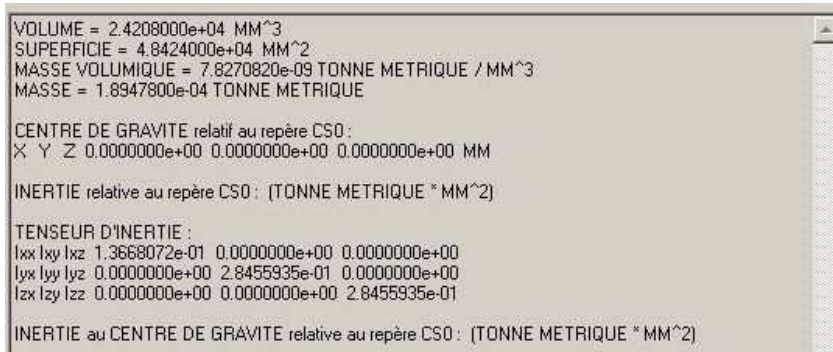 VOLUME = 2.4208000e+04 MM^3
SUPERFICIE = 4.8424000e+04 MM^2
MASSE VOLUMIQUE = 7.8270820e-09 TONNE METRIQUE / MM^3
MASSE = 1.8947800e-04 TONNE METRIQUE
CENTRE DE GRAVITE relatif au repère CS0 :
X Y Z 0.0000000e+00 0.0000000e+00 0.0000000e+00 MM
INERTIE relative au repère CS0 : (TONNE METRIQUE * MM^2)
TENSEUR D'INERTIE :
Ixx Ixy Ixz 1.3668072e-01 0.0000000e+00 0.0000000e+00
Iyx Iyy Iyz 0.0000000e+00 2.8455935e-01 0.0000000e+00
Izx Izy Izz 0.0000000e+00 0.0000000e+00 2.8455935e-01
INERTIE au CENTRE DE GRAVITE relative au repère CS0 : (TONNE METRIQUE * MM^2)